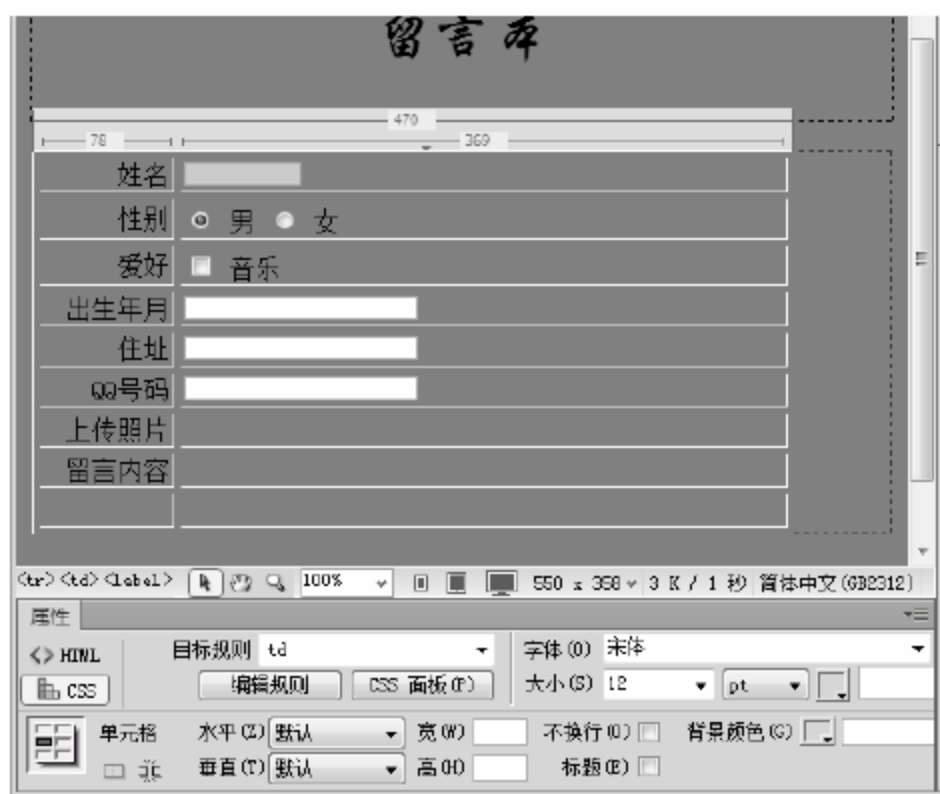 留言本
470
78 369
姓名
性别 男 女
爱好 音乐
出生年月
住址
QQ号码
上传照片
留言内容
<tr><td><label> 100% 550 x 358 3 K / 1 秒 简体中文(GB2312)
属性
<> HTML 目标规则 td 字体(O) 宋体
CSS 编辑规则 CSS 面板(P) 大小(S) 12 pt
单元格 水平(Z) 默认 宽(W) 不换行(O) 背景颜色(G)
垂直(T) 默认 高(H) 标题(E)